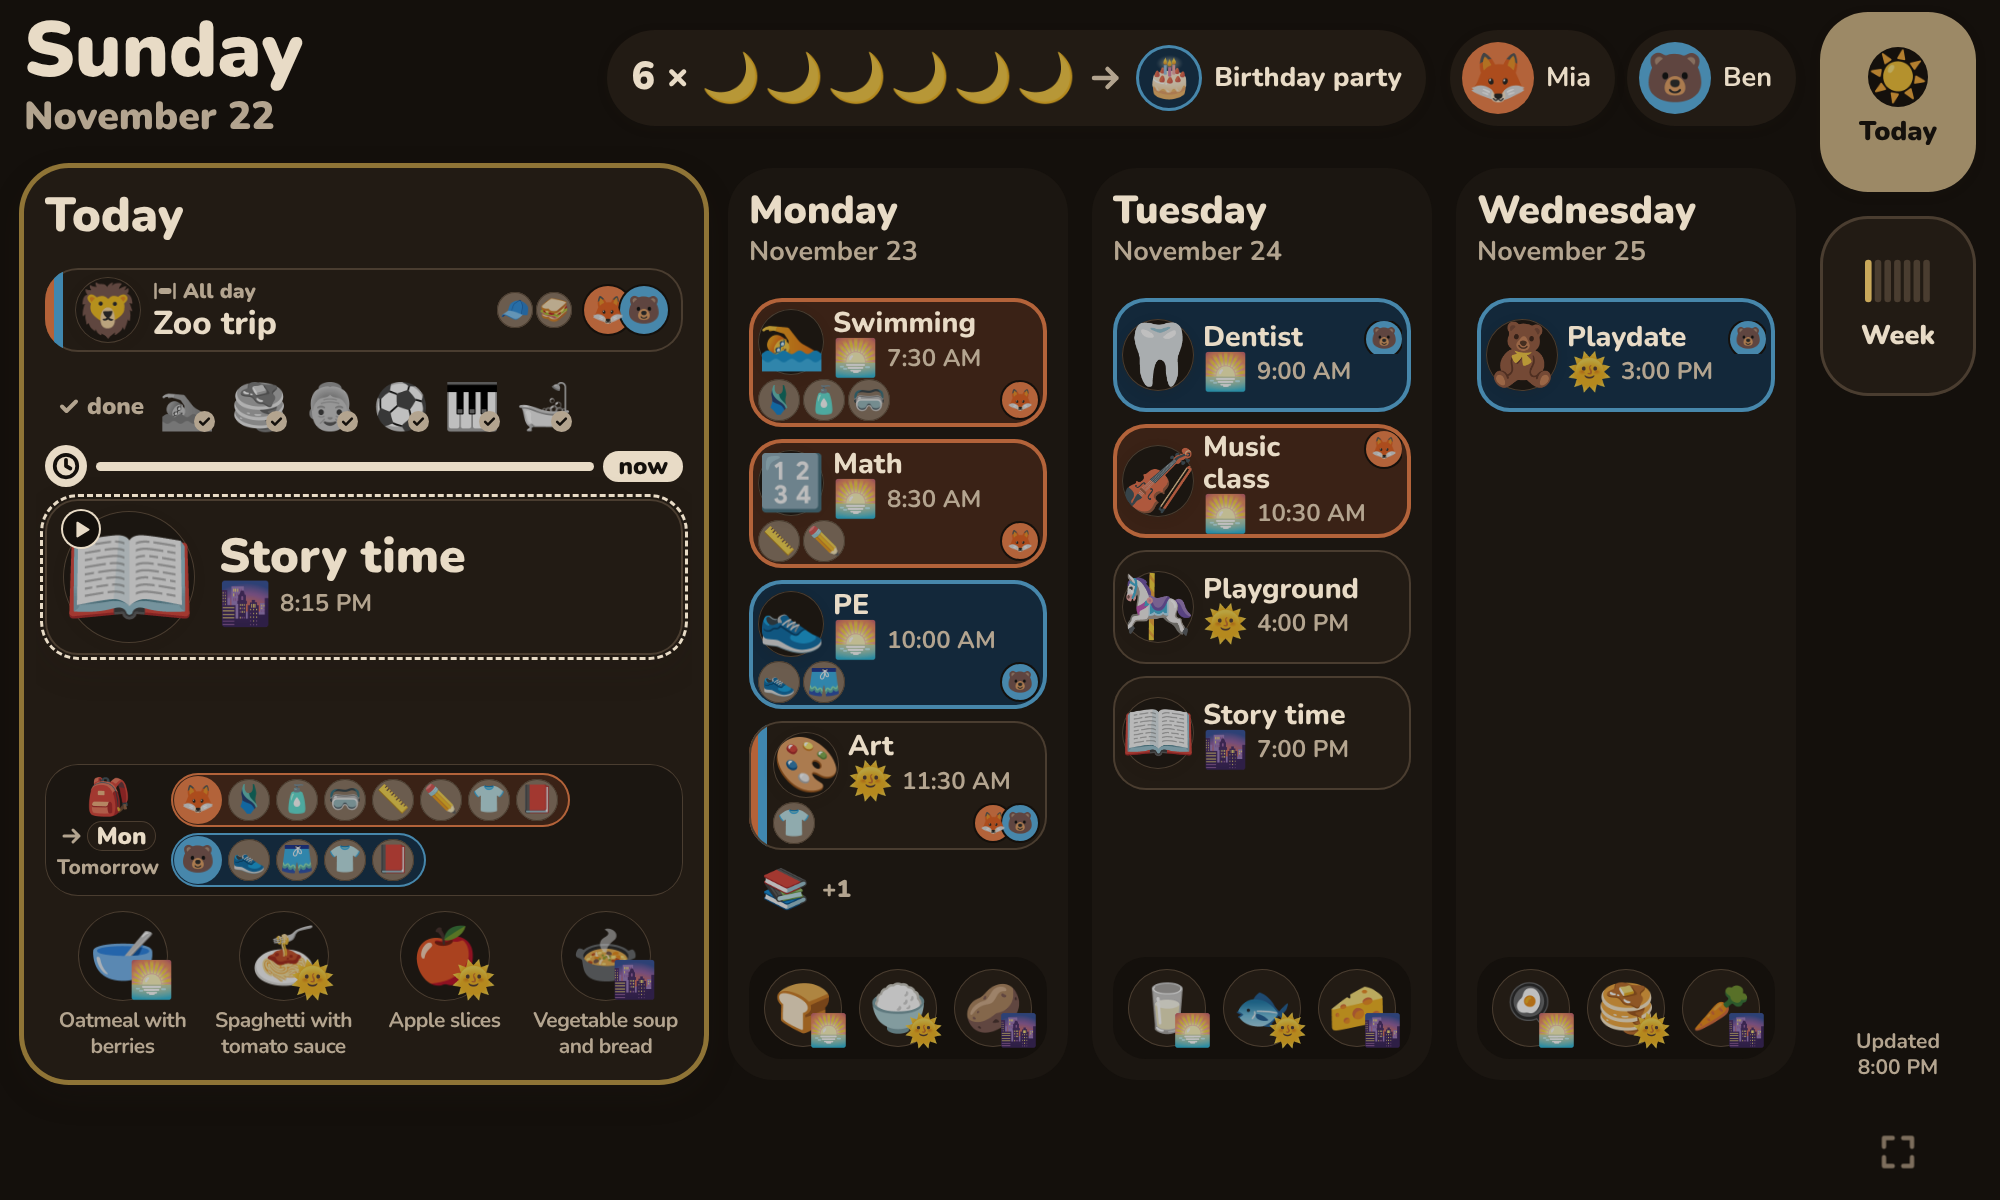 Sunday
November 22
6 × → Birthday party
Mia
Ben
Today
Week
Today
All day
Zoo trip
done
now
Story time
8:15 PM
→ Mon
Tomorrow
Oatmeal with
berries
Spaghetti with
tomato sauce
Apple slices
Vegetable soup
and bread
Monday
November 23
Swimming
7:30 AM
Math
8:30 AM
1 2
3 4
PE
10:00 AM
Art
11:30 AM
+1
Tuesday
November 24
Dentist
9:00 AM
Music
class
10:30 AM
Playground
4:00 PM
Story time
7:00 PM
Wednesday
November 25
Playdate
3:00 PM
Updated
8:00 PM